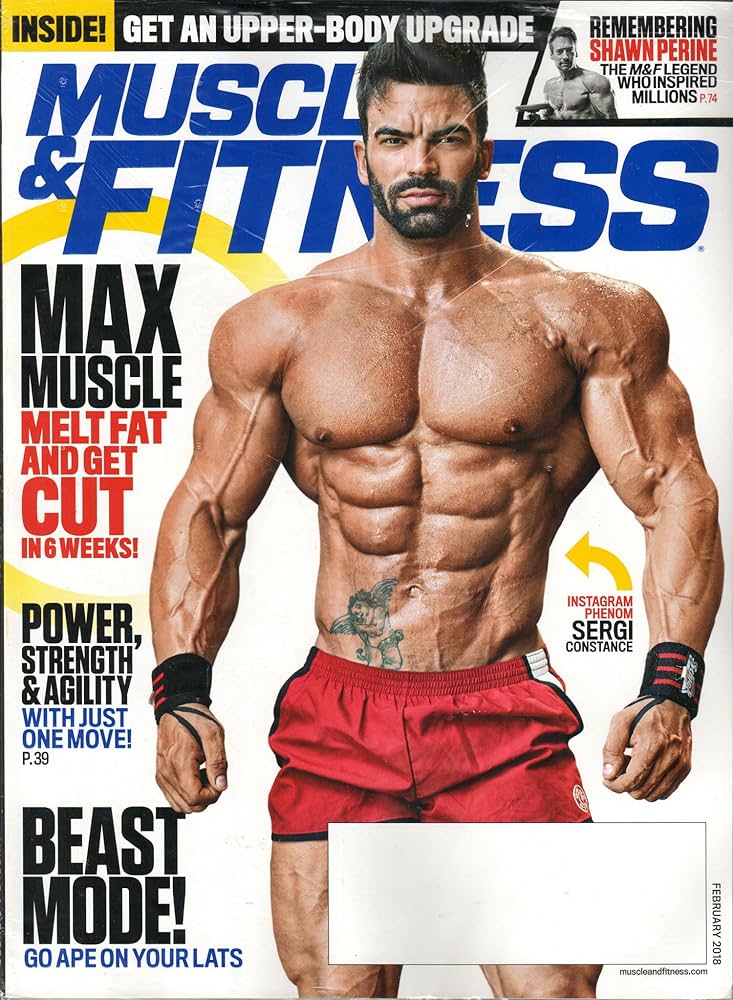 INSIDE! GET AN UPPER-BODY UPGRADE
REMEMBERING
SHAWN PERINE
THE M&F LEGEND
WHO INSPIRED
MILLIONS P.74
MUSCL
& FITNESS
®
MAX
MUSCLE
MELT FAT
AND GET
CUT
IN 6 WEEKS!
INSTAGRAM
PHENOM
SERGI
CONSTANCE
POWER,
STRENGTH
& AGILITY
WITH JUST
ONE MOVE!
P.39
BEAST
MODE!
GO APE ON YOUR LATS
FEBRUARY 2018
muscleandfitness.com